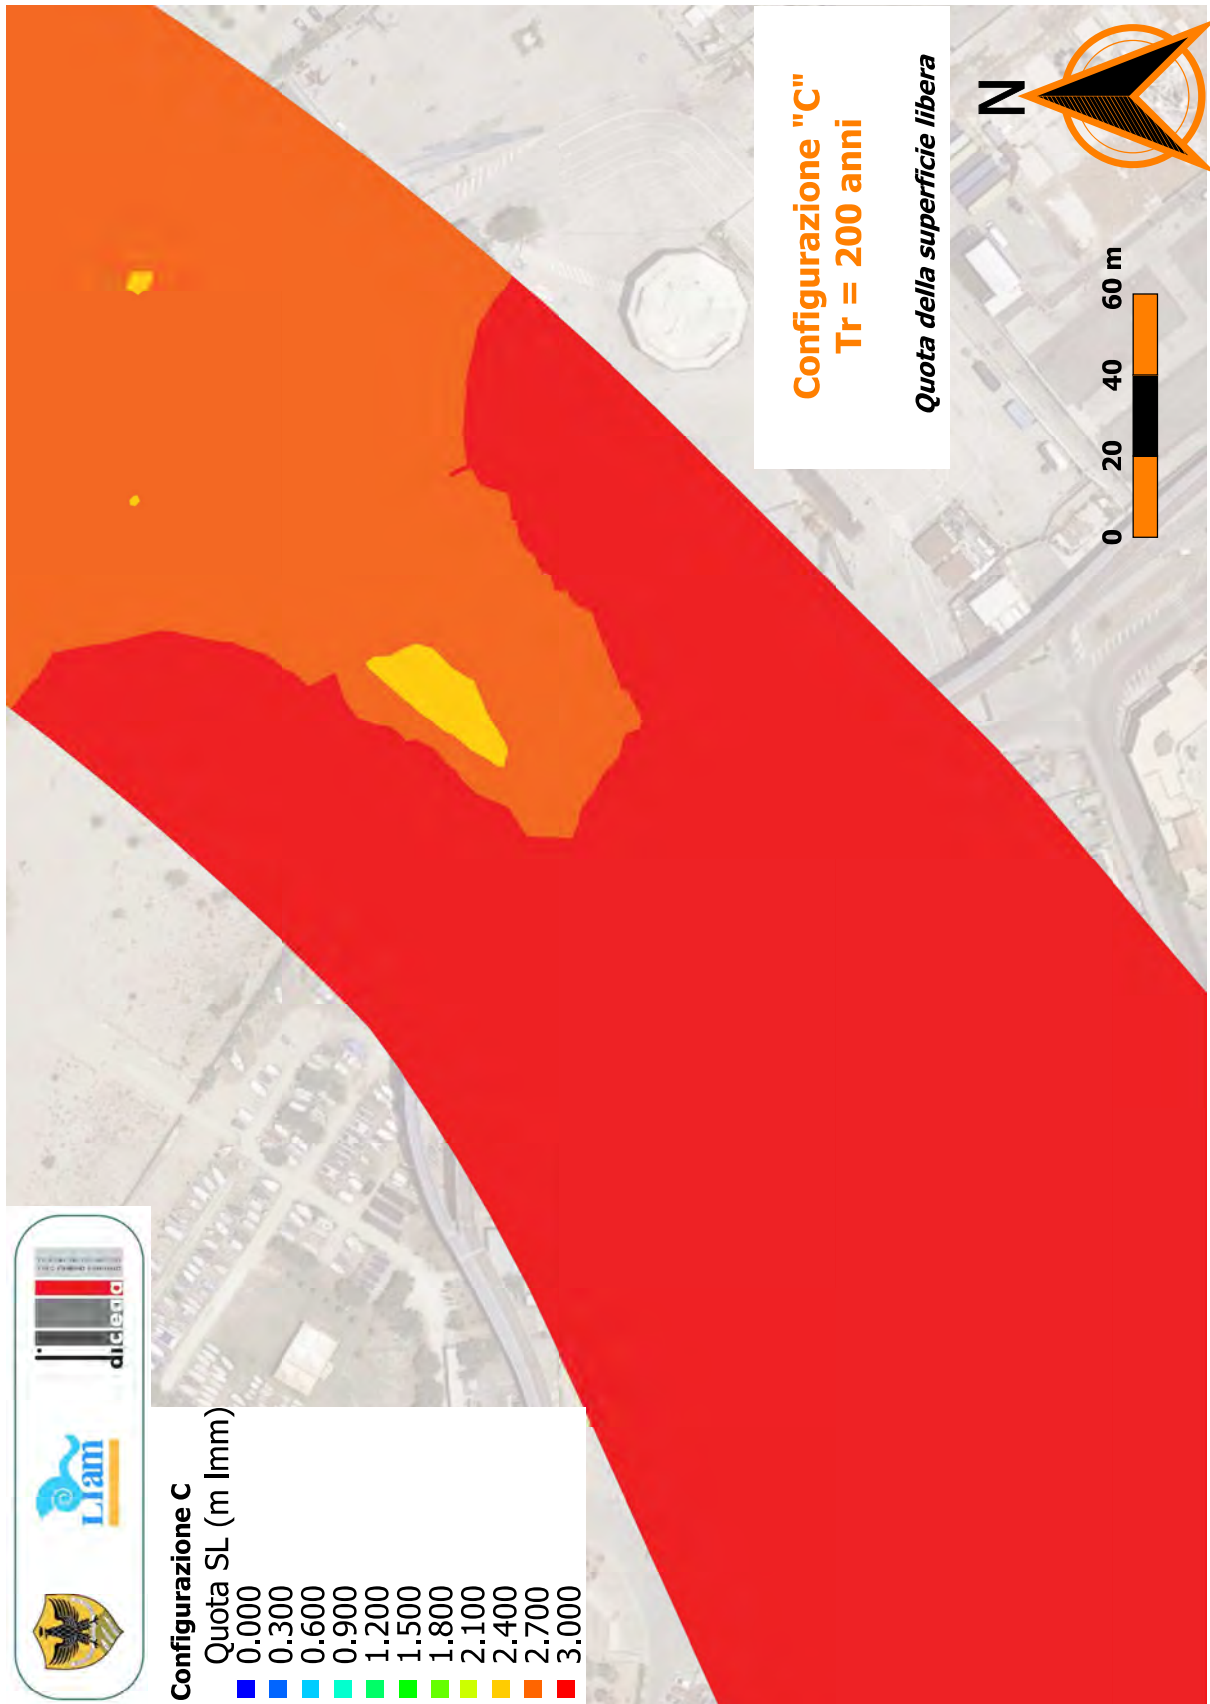 Configurazione "C"
Tr = 200 anni
Quota della superficie libera
N
0 20 40 60 m
dicea
LIam
Configurazione C
Quota SL (m lmm)
0.000
0.300
0.600
0.900
1.200
1.500
1.800
2.100
2.400
2.700
3.000